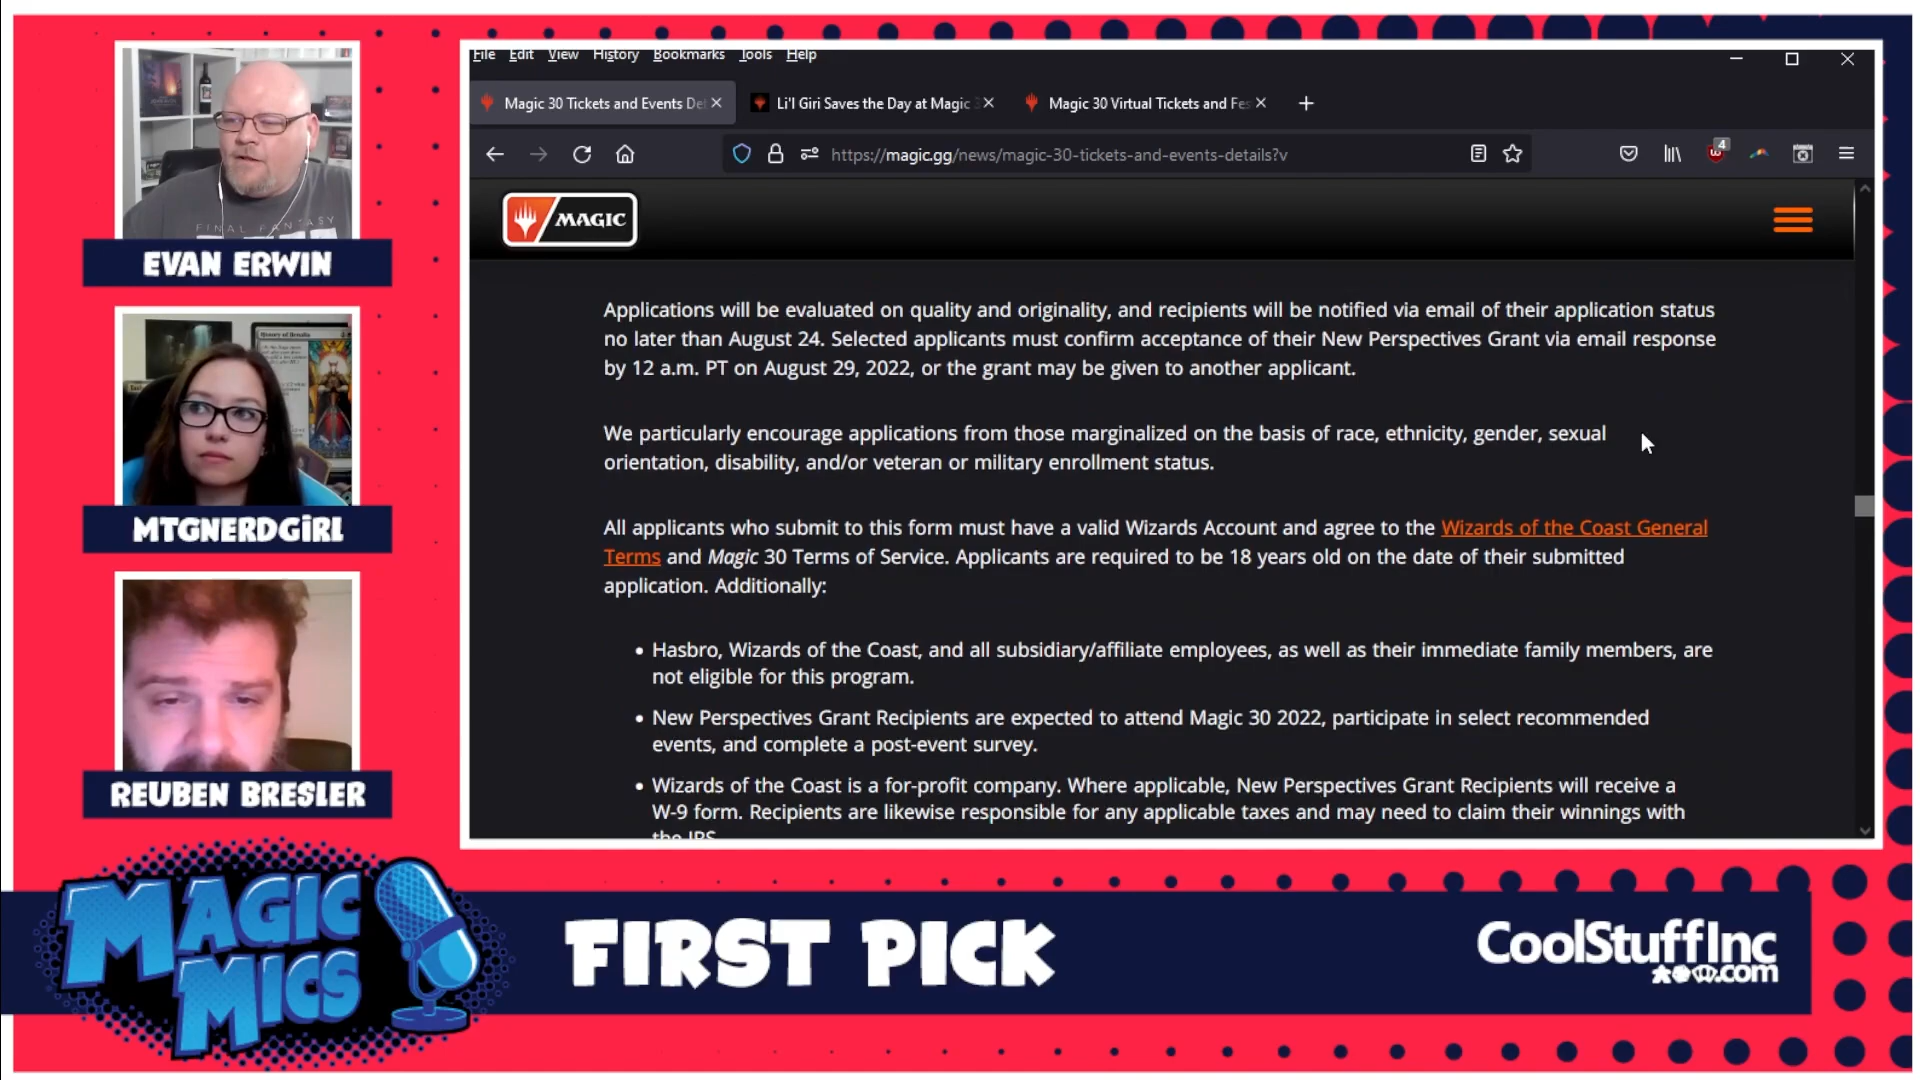 FINAL FANTASY
EVAN ERWIN
History of Benalia
MTGNERDGIRL
REUBEN BRESLER
File Edit View History Bookmarks Tools Help
Magic 30 Tickets and Events De
Li'l Giri Saves the Day at Magic 3
Magic 30 Virtual Tickets and Fes
https://magic.gg/news/magic-30-tickets-and-events-details?v
4
MAGIC
Applications will be evaluated on quality and originality, and recipients will be notified via email of their application status
no later than August 24. Selected applicants must confirm acceptance of their New Perspectives Grant via email response
by 12 a.m. PT on August 29, 2022, or the grant may be given to another applicant.
We particularly encourage applications from those marginalized on the basis of race, ethnicity, gender, sexual
orientation, disability, and/or veteran or military enrollment status.
All applicants who submit to this form must have a valid Wizards Account and agree to the Wizards of the Coast General
Terms and Magic 30 Terms of Service. Applicants are required to be 18 years old on the date of their submitted
application. Additionally:
• Hasbro, Wizards of the Coast, and all subsidiary/affiliate employees, as well as their immediate family members, are
not eligible for this program.
• New Perspectives Grant Recipients are expected to attend Magic 30 2022, participate in select recommended
events, and complete a post-event survey.
• Wizards of the Coast is a for-profit company. Where applicable, New Perspectives Grant Recipients will receive a
W-9 form. Recipients are likewise responsible for any applicable taxes and may need to claim their winnings with
the IRS
MAGIC
MICS
FIRST PICK
CoolStuffInc
.com